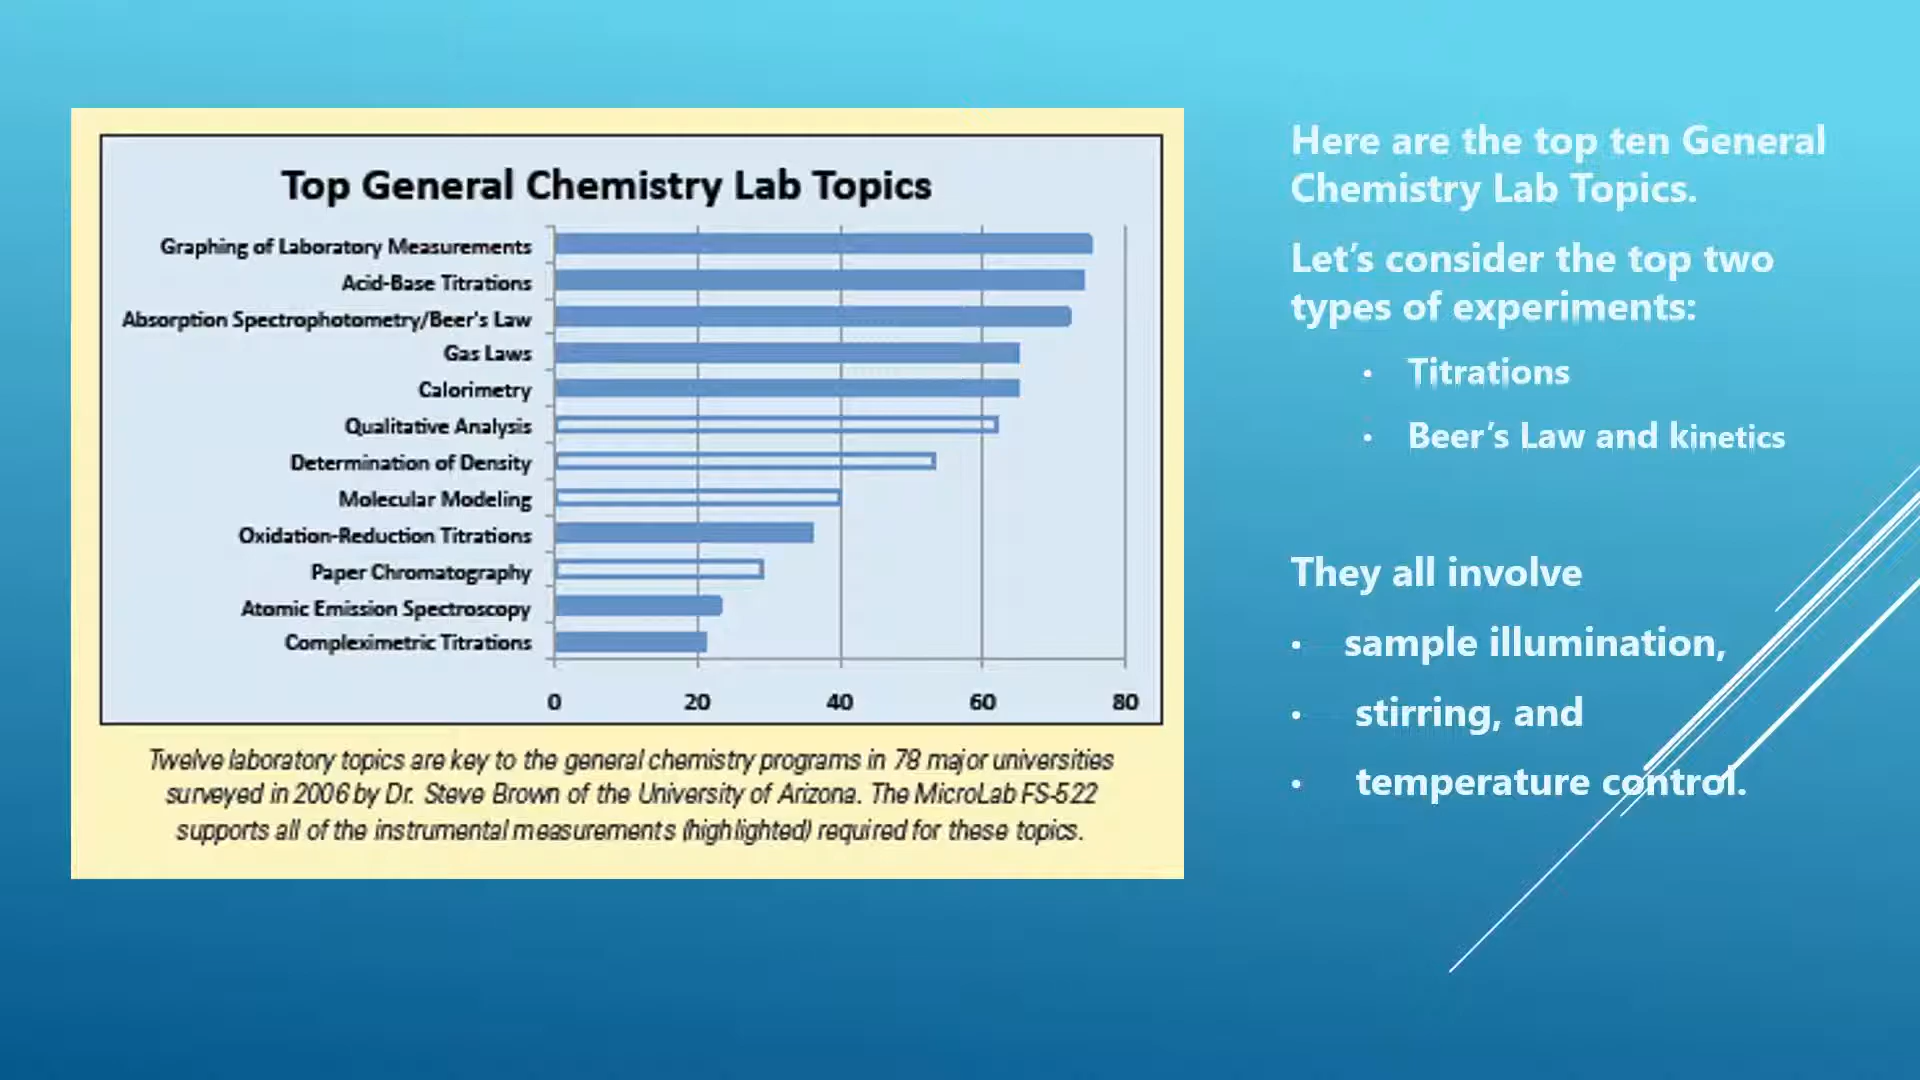 Top General Chemistry Lab Topics
Graphing of Laboratory Measurements
Acid-Base Titrations
Absorption Spectrophotometry/Beer's Law
Gas Laws
Calorimetry
Qualitative Analysis
Determination of Density
Molecular Modeling
Oxidation-Reduction Titrations
Paper Chromatography
Atomic Emission Spectroscopy
Compleximetric Titrations
0 20 40 60 80
Twelve laboratory topics are key to the general chemistry programs in 78 major universities
surveyed in 2006 by Dr. Steve Brown of the University of Arizona. The MicroLab FS-522
supports all of the instrumental measurements (highlighted) required for these topics.
Here are the top ten General
Chemistry Lab Topics.
Let's consider the top two
types of experiments:
• Titrations
• Beer's Law and kinetics
They all involve
• sample illumination,
• stirring, and
• temperature control.